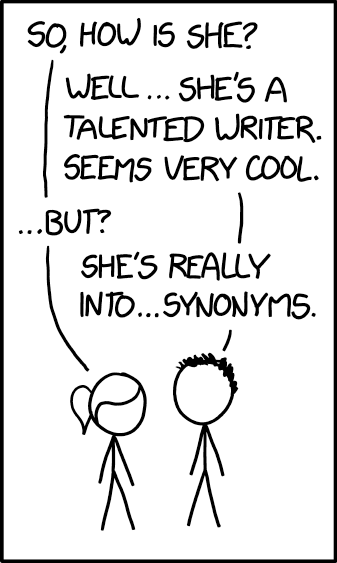 SO, HOW IS SHE?
WELL... SHE'S A
TALENTED WRITER.
SEEMS VERY COOL.
...BUT?
SHE'S REALLY
INTO...SYNONYMS.